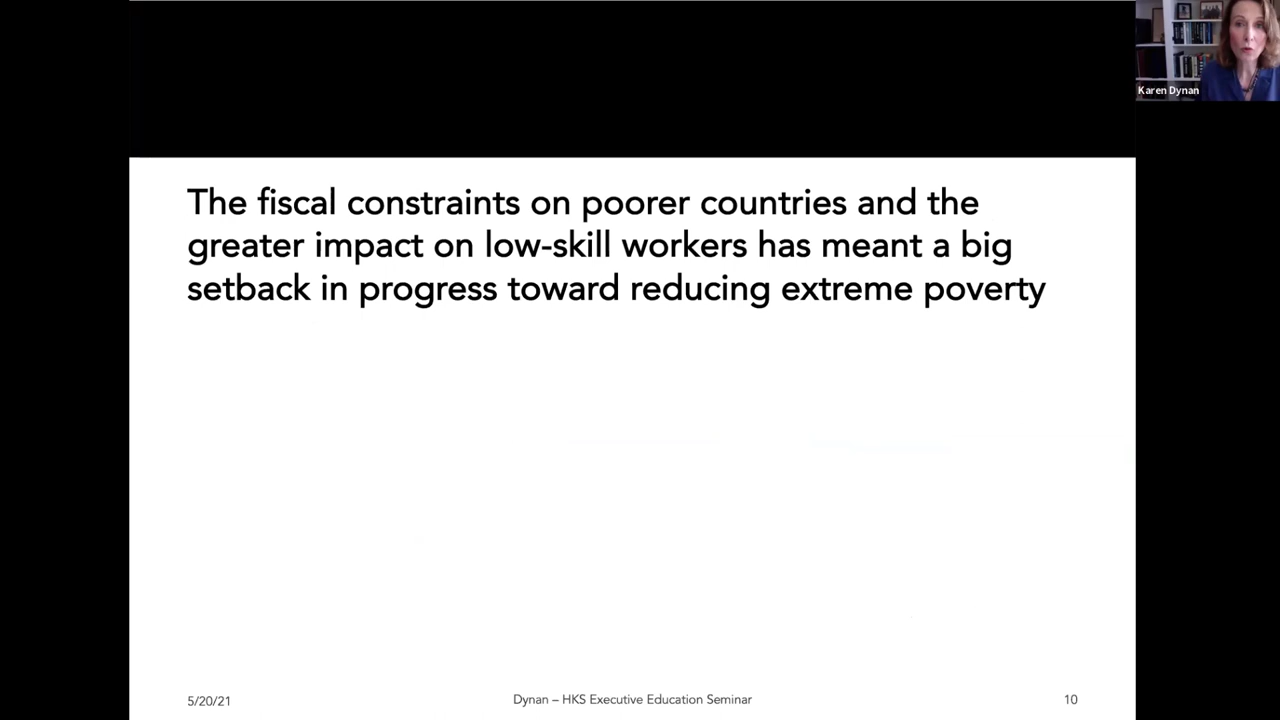 Karen Dynan
The fiscal constraints on poorer countries and the
greater impact on low-skill workers has meant a big
setback in progress toward reducing extreme poverty
5/20/21
Dynan – HKS Executive Education Seminar
10